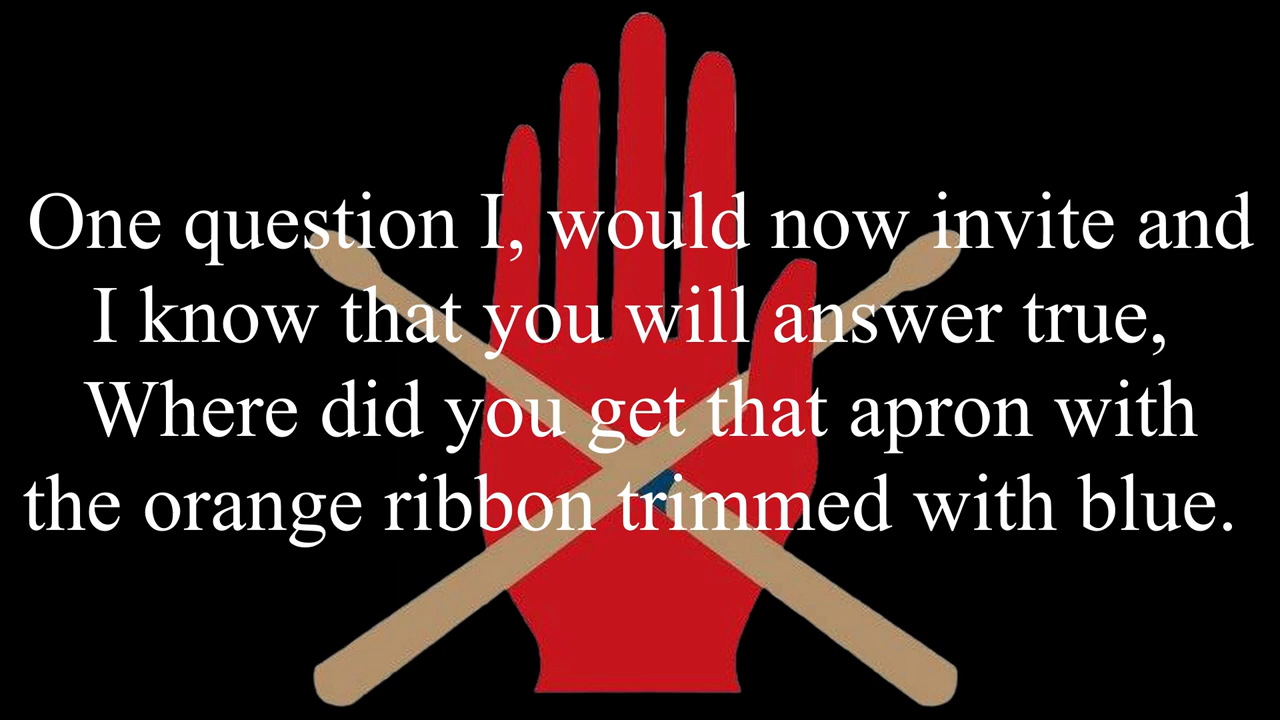 One question I, would now invite and
I know that you will answer true,
Where did you get that apron with
the orange ribbon trimmed with blue.